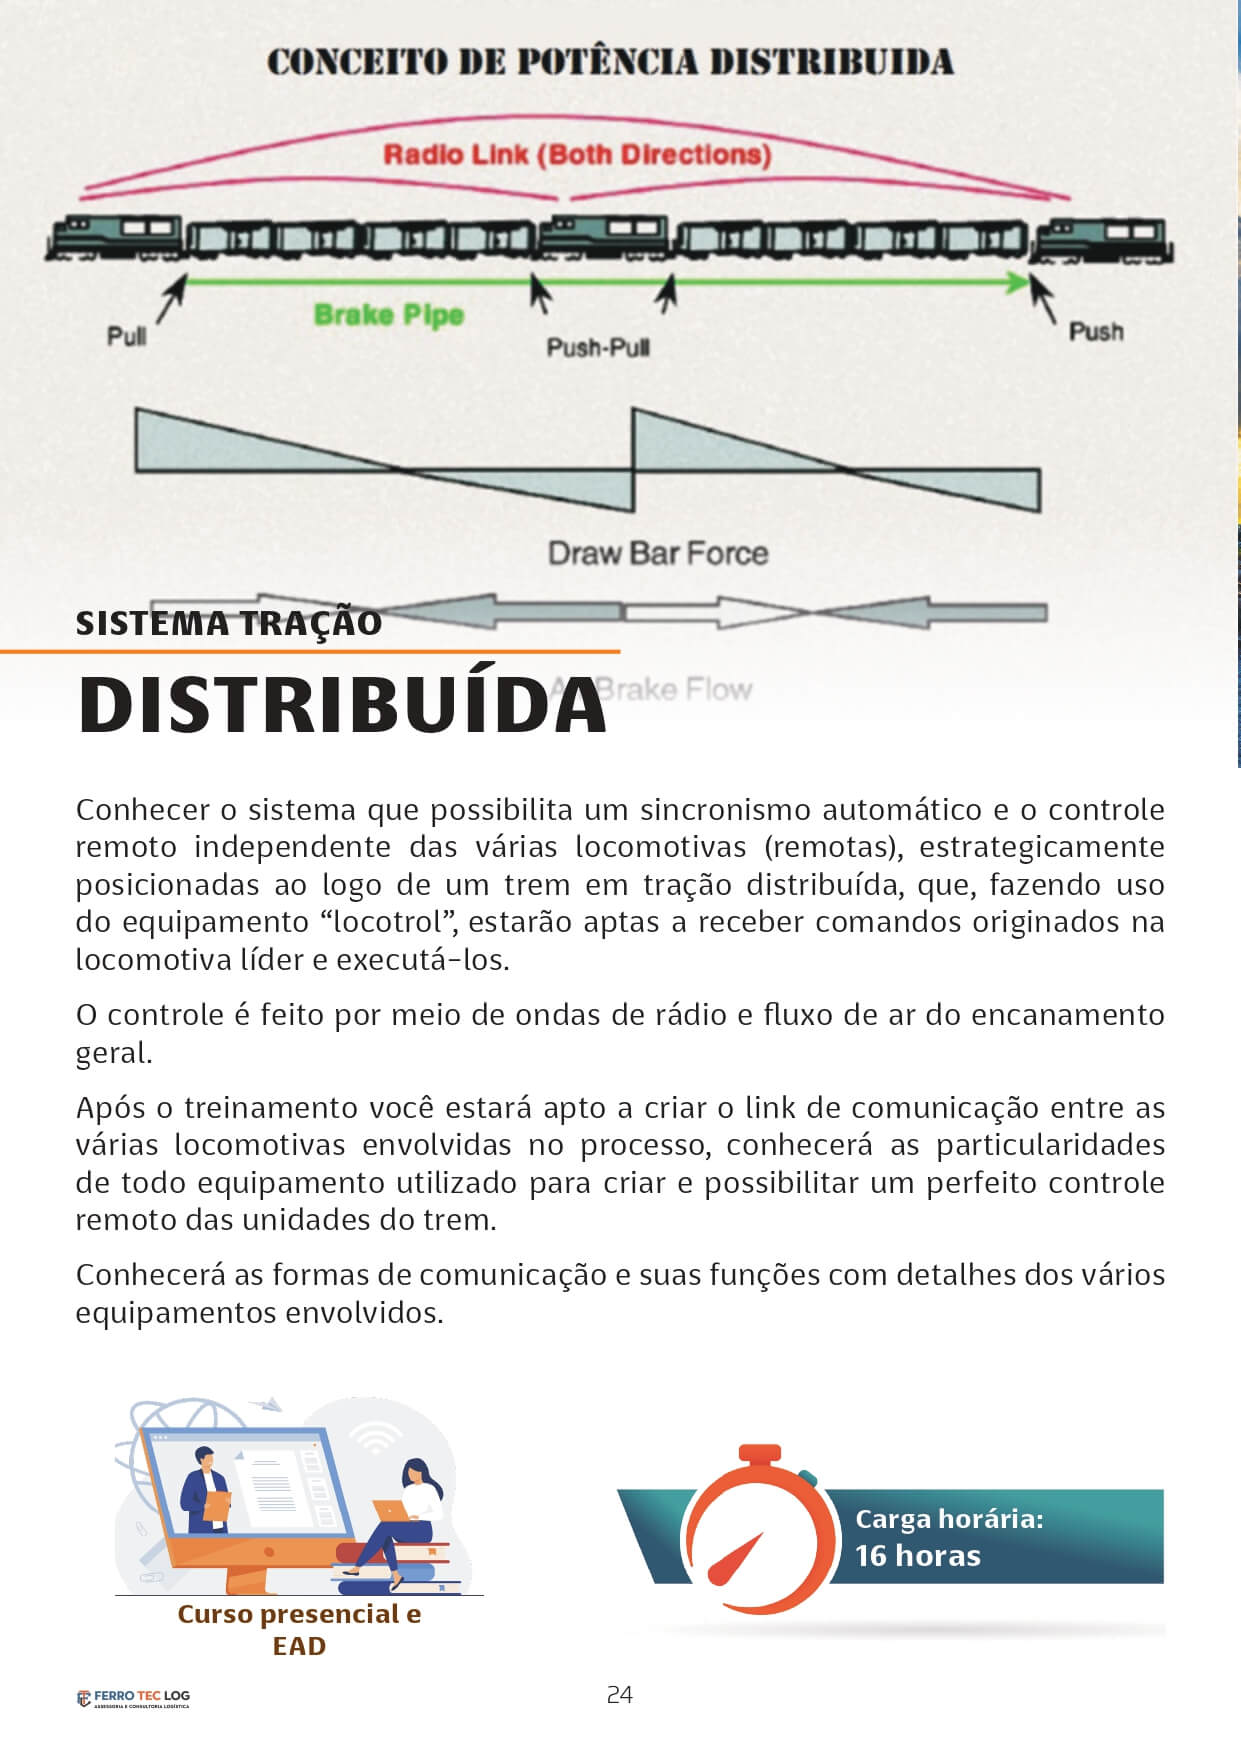 CONCEITO DE POTÊNCIA DISTRIBUIDA
Radio Link (Both Directions)
Brake Pipe
Pull
Push-Pull
Push
Draw Bar Force
SISTEMA TRAÇÃO
DISTRIBUÍDA
Brake Flow
Conhecer o sistema que possibilita um sincronismo automático e o controle
remoto independente das várias locomotivas (remotas), estrategicamente
posicionadas ao logo de um trem em tração distribuída, que, fazendo uso
do equipamento “locotrol”, estarão aptas a receber comandos originados na
locomotiva líder e executá-los.
O controle é feito por meio de ondas de rádio e fluxo de ar do encanamento
geral.
Após o treinamento você estará apto a criar o link de comunicação entre as
várias locomotivas envolvidas no processo, conhecerá as particularidades
de todo equipamento utilizado para criar e possibilitar um perfeito controle
remoto das unidades do trem.
Conhecerá as formas de comunicação e suas funções com detalhes dos vários
equipamentos envolvidos.
Carga horária:
16 horas
Curso presencial e
EAD
FERRO TEC LOG
ASSESSORIA E CONSULTORIA LOGÍSTICA
24